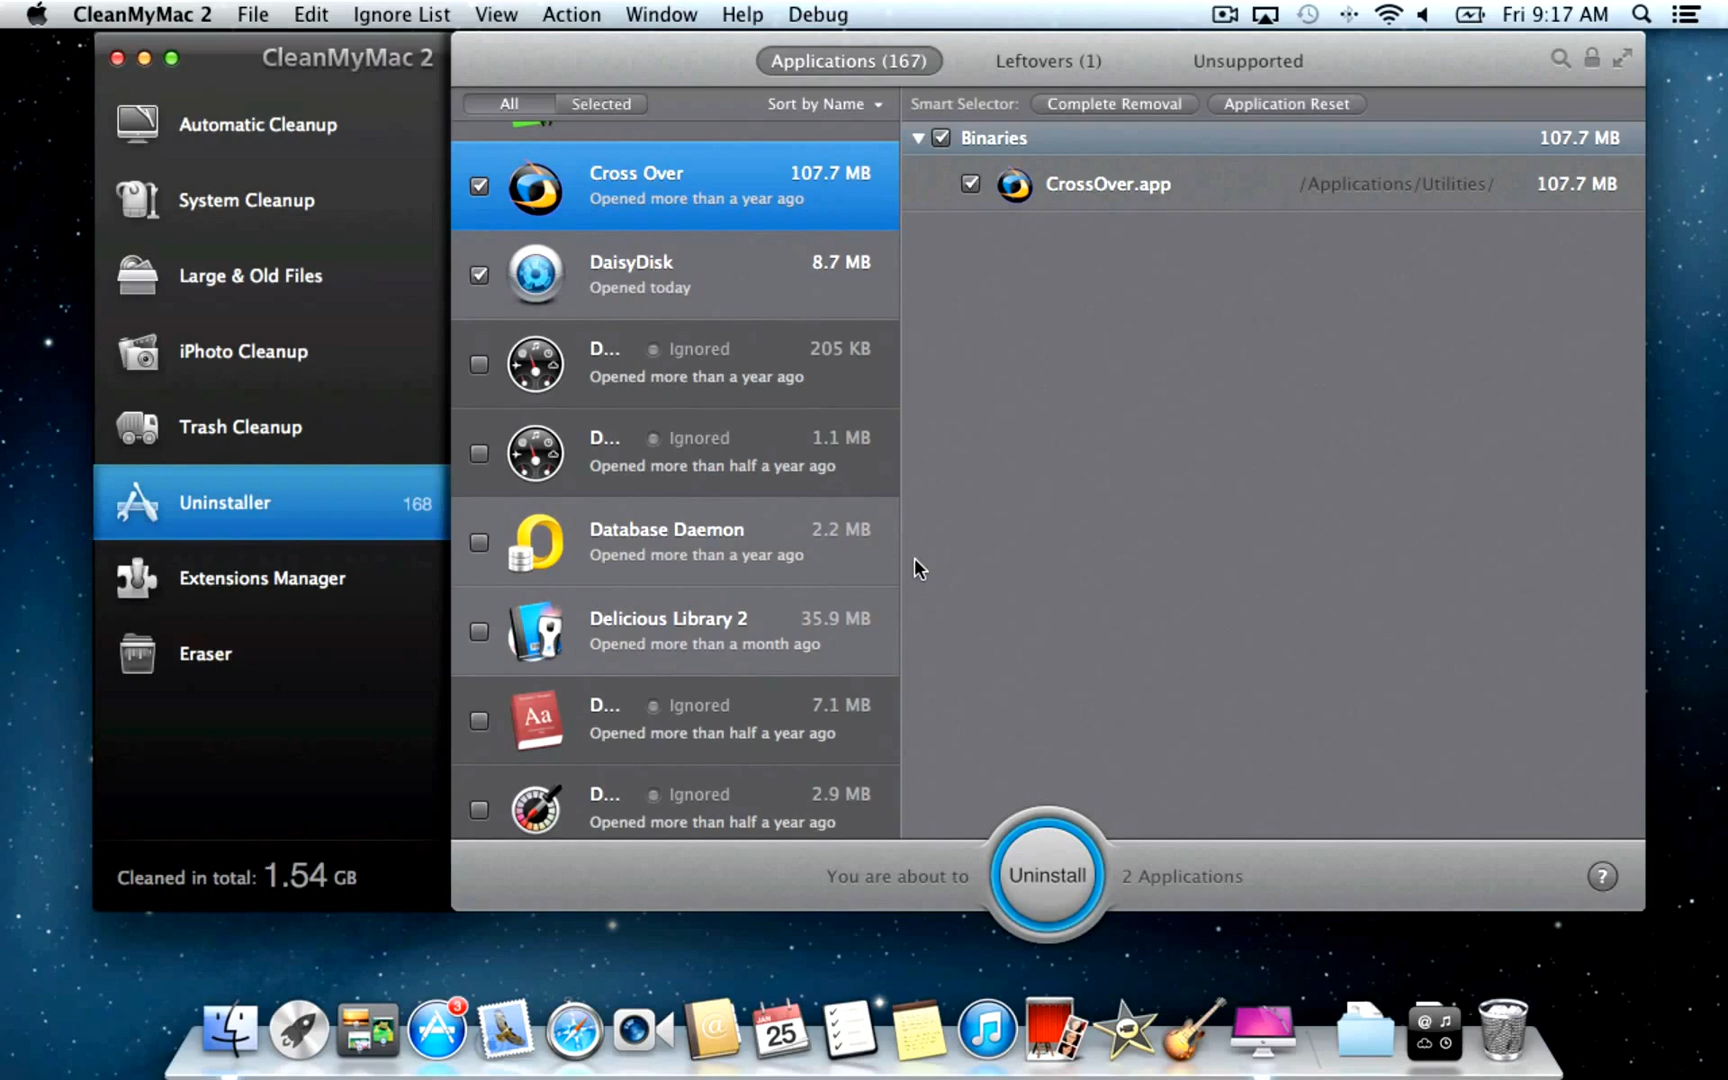 CleanMyMac 2 File Edit Ignore List View Action Window Help Debug Fri 9:17 AM
CleanMyMac 2
Automatic Cleanup
System Cleanup
Large & Old Files
iPhoto Cleanup
Trash Cleanup
Uninstaller 168
Extensions Manager
Eraser
Cleaned in total: 1.54 GB
Applications (167) Leftovers (1) Unsupported
All Selected Sort by Name
Cross Over 107.7 MB
Opened more than a year ago
DaisyDisk 8.7 MB
Opened today
D... Ignored 205 KB
Opened more than a year ago
D... Ignored 1.1 MB
Opened more than half a year ago
Database Daemon 2.2 MB
Opened more than a year ago
Delicious Library 2 35.9 MB
Opened more than a month ago
Aa
D... Ignored 7.1 MB
Opened more than half a year ago
D... Ignored 2.9 MB
Opened more than half a year ago
Smart Selector: Complete Removal Application Reset
Binaries 107.7 MB
CrossOver.app /Applications/Utilities/ 107.7 MB
You are about to Uninstall 2 Applications ?
3
JAN
25
@
@